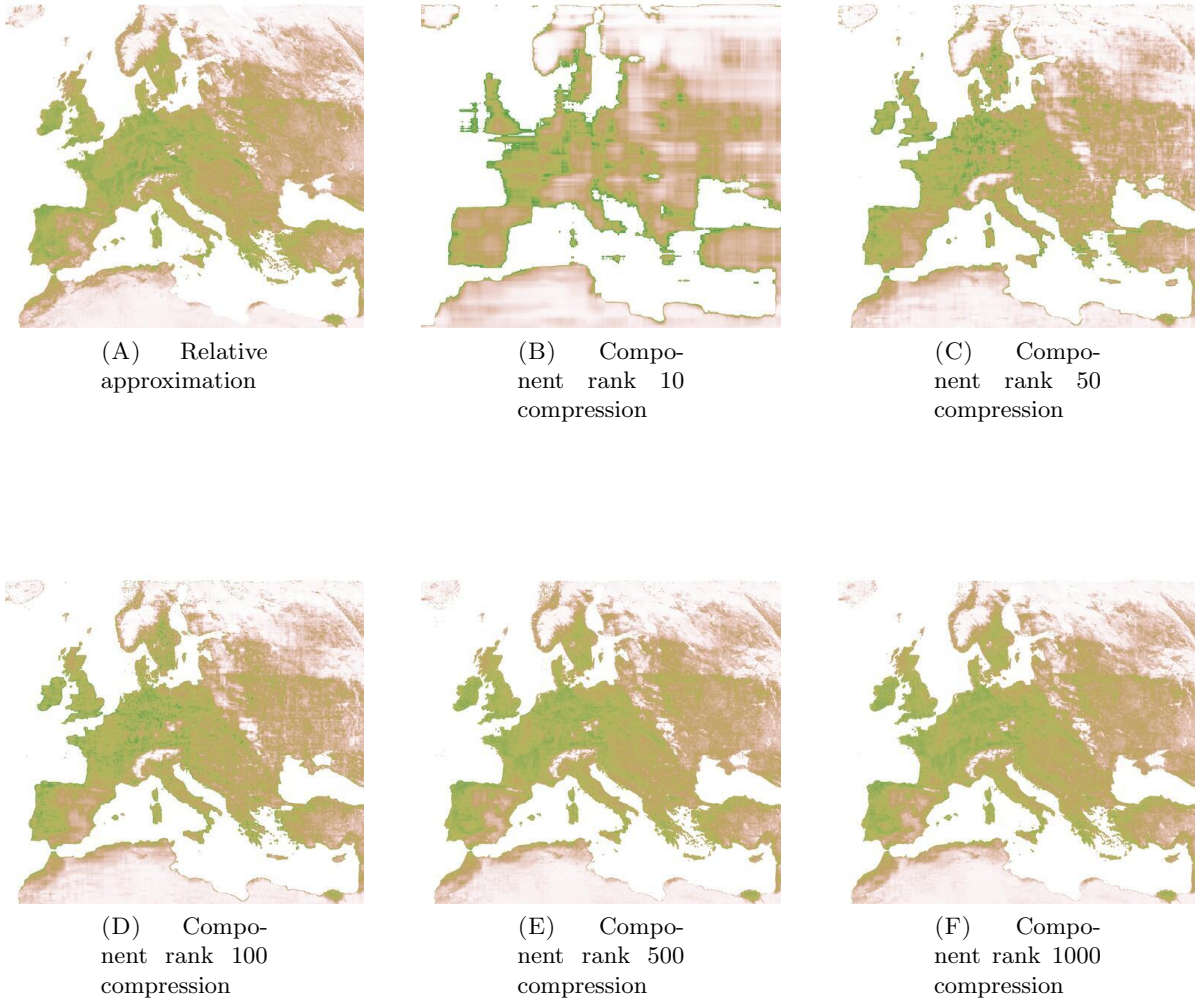 (A) Relative
approximation
(B) Compo-
nent rank 10
compression
(C) Compo-
nent rank 50
compression
(D) Compo-
nent rank 100
compression
(E) Compo-
nent rank 500
compression
(F) Compo-
nent rank 1000
compression